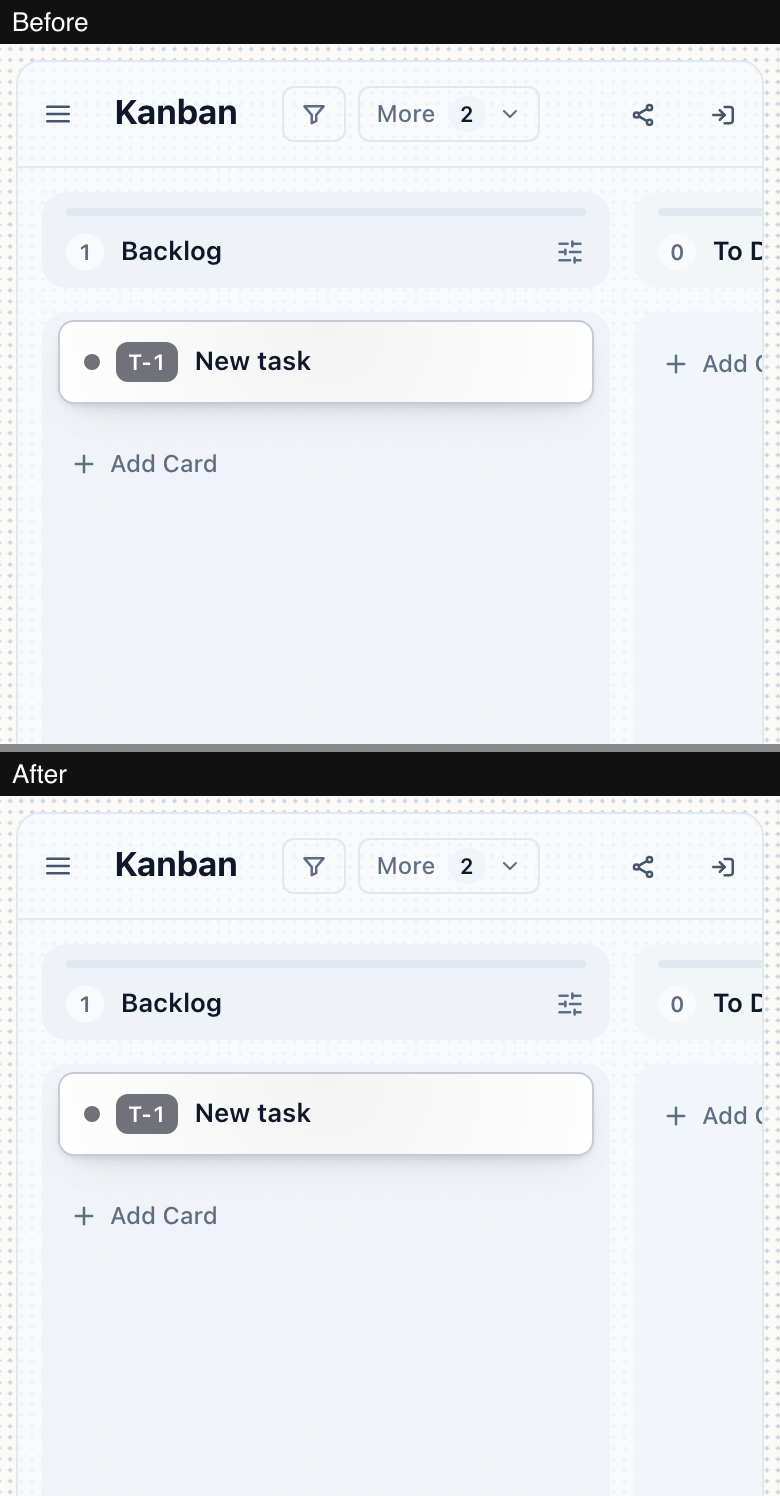 Before
Kanban
More 2
1 Backlog
0 To D
T-1 New task
Add C
Add Card
After
Kanban
More 2
1 Backlog
0 To D
T-1 New task
Add C
Add Card